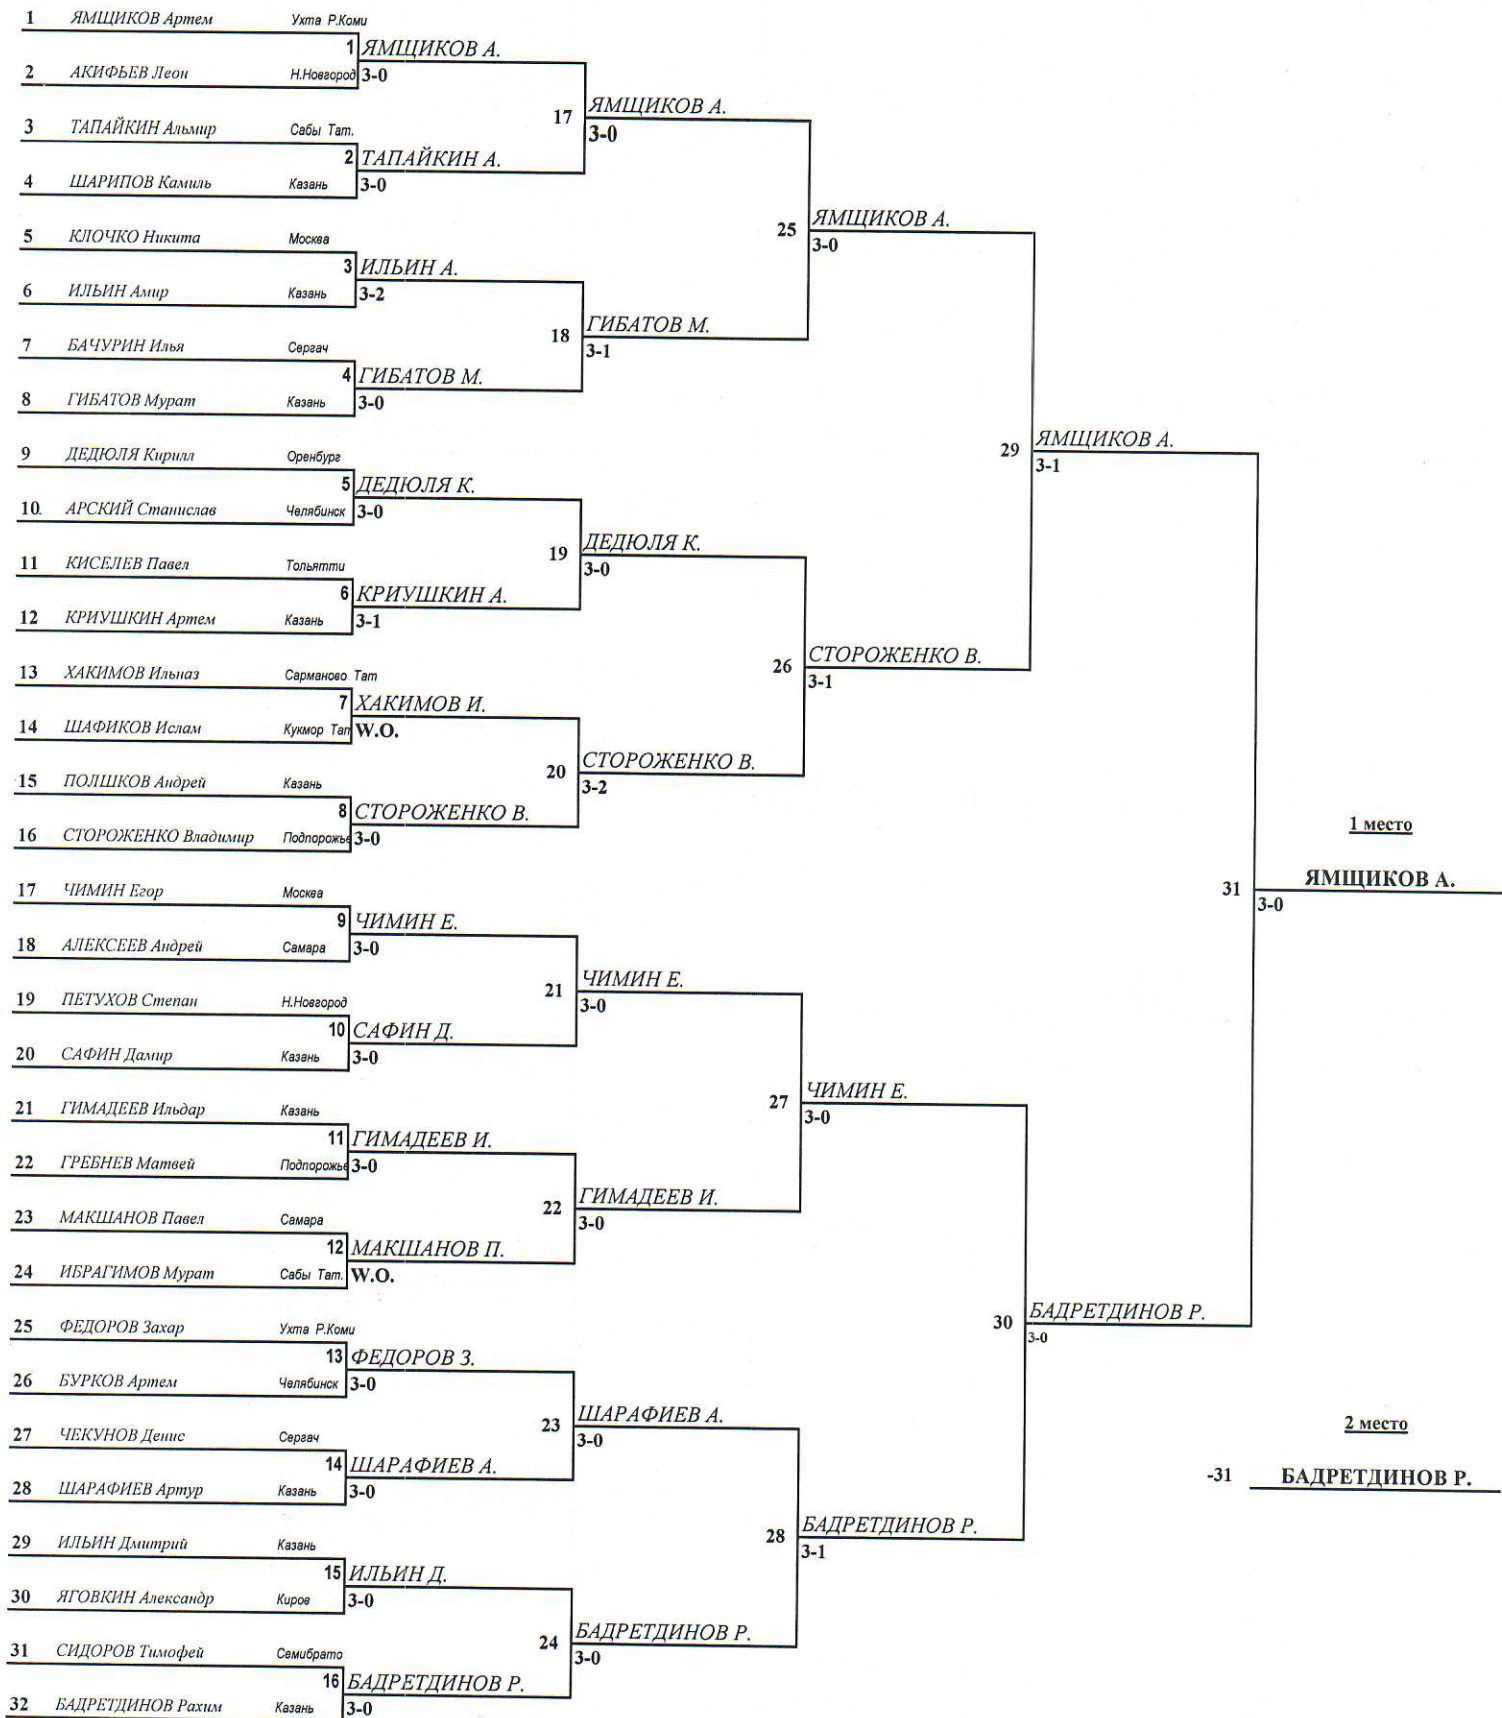 1 ЯМЩИКОВ Артем Ухта Р.Коми
1 ЯМЩИКОВ А.
2 АКИФЬЕВ Леон Н.Новгород 3-0
17 ЯМЩИКОВ А.
3 ТАПАЙКИН Альмир Сабы Тат. 3-0
2 ТАПАЙКИН А.
4 ШАРИПОВ Камиль Казань 3-0
25 ЯМЩИКОВ А.
5 КЛОЧКО Никита Москва 3-0
3 ИЛЬИН А.
6 ИЛЬИН Амир Казань 3-2
18 ГИБАТОВ М.
7 БАЧУРИН Илья Сергач 3-1
4 ГИБАТОВ М.
8 ГИБАТОВ Мурат Казань 3-0
29 ЯМЩИКОВ А.
9 ДЕДЮЛЯ Кирилл Оренбург 3-1
5 ДЕДЮЛЯ К.
10. АРСКИЙ Станислав Челябинск 3-0
19 ДЕДЮЛЯ К.
11 КИСЕЛЕВ Павел Тольятти 3-0
6 КРИУШКИН А.
12 КРИУШКИН Артем Казань 3-1
26 СТОРОЖЕНКО В.
13 ХАКИМОВ Ильназ Сарманово Тат 3-1
7 ХАКИМОВ И.
14 ШАФИКОВ Ислам Кукмор Тат W.O.
20 СТОРОЖЕНКО В.
15 ПОЛШКОВ Андрей Казань 3-2
8 СТОРОЖЕНКО В.
16 СТОРОЖЕНКО Владимир Подпорожье 3-0
1 место
31 ЯМЩИКОВ А.
17 ЧИМИН Егор Москва 3-0
9 ЧИМИН Е.
18 АЛЕКСЕЕВ Андрей Самара 3-0
21 ЧИМИН Е.
19 ПЕТУХОВ Степан Н.Новгород 3-0
10 САФИН Д.
20 САФИН Дамир Казань 3-0
27 ЧИМИН Е.
21 ГИМАДЕЕВ Ильдар Казань 3-0
11 ГИМАДЕЕВ И.
22 ГРЕБНЕВ Матвей Подпорожье 3-0
22 ГИМАДЕЕВ И.
23 МАКШАНОВ Павел Самара 3-0
12 МАКШАНОВ П.
24 ИБРАГИМОВ Мурат Сабы Тат. W.O.
30 БАДРЕТДИНОВ Р.
25 ФЕДОРОВ Захар Ухта Р.Коми 3-0
13 ФЕДОРОВ З.
26 БУРКОВ Артем Челябинск 3-0
23 ШАРАФИЕВ А.
2 место
27 ЧЕКУНОВ Денис Сергач 3-0
14 ШАРАФИЕВ А.
-31 БАДРЕТДИНОВ Р.
28 ШАРАФИЕВ Артур Казань 3-0
28 БАДРЕТДИНОВ Р.
29 ИЛЬИН Дмитрий Казань 3-1
15 ИЛЬИН Д.
30 ЯГОВКИН Александр Киров 3-0
24 БАДРЕТДИНОВ Р.
31 СИДОРОВ Тимофей Семибрато 3-0
16 БАДРЕТДИНОВ Р.
32 БАДРЕТДИНОВ Рахим Казань 3-0